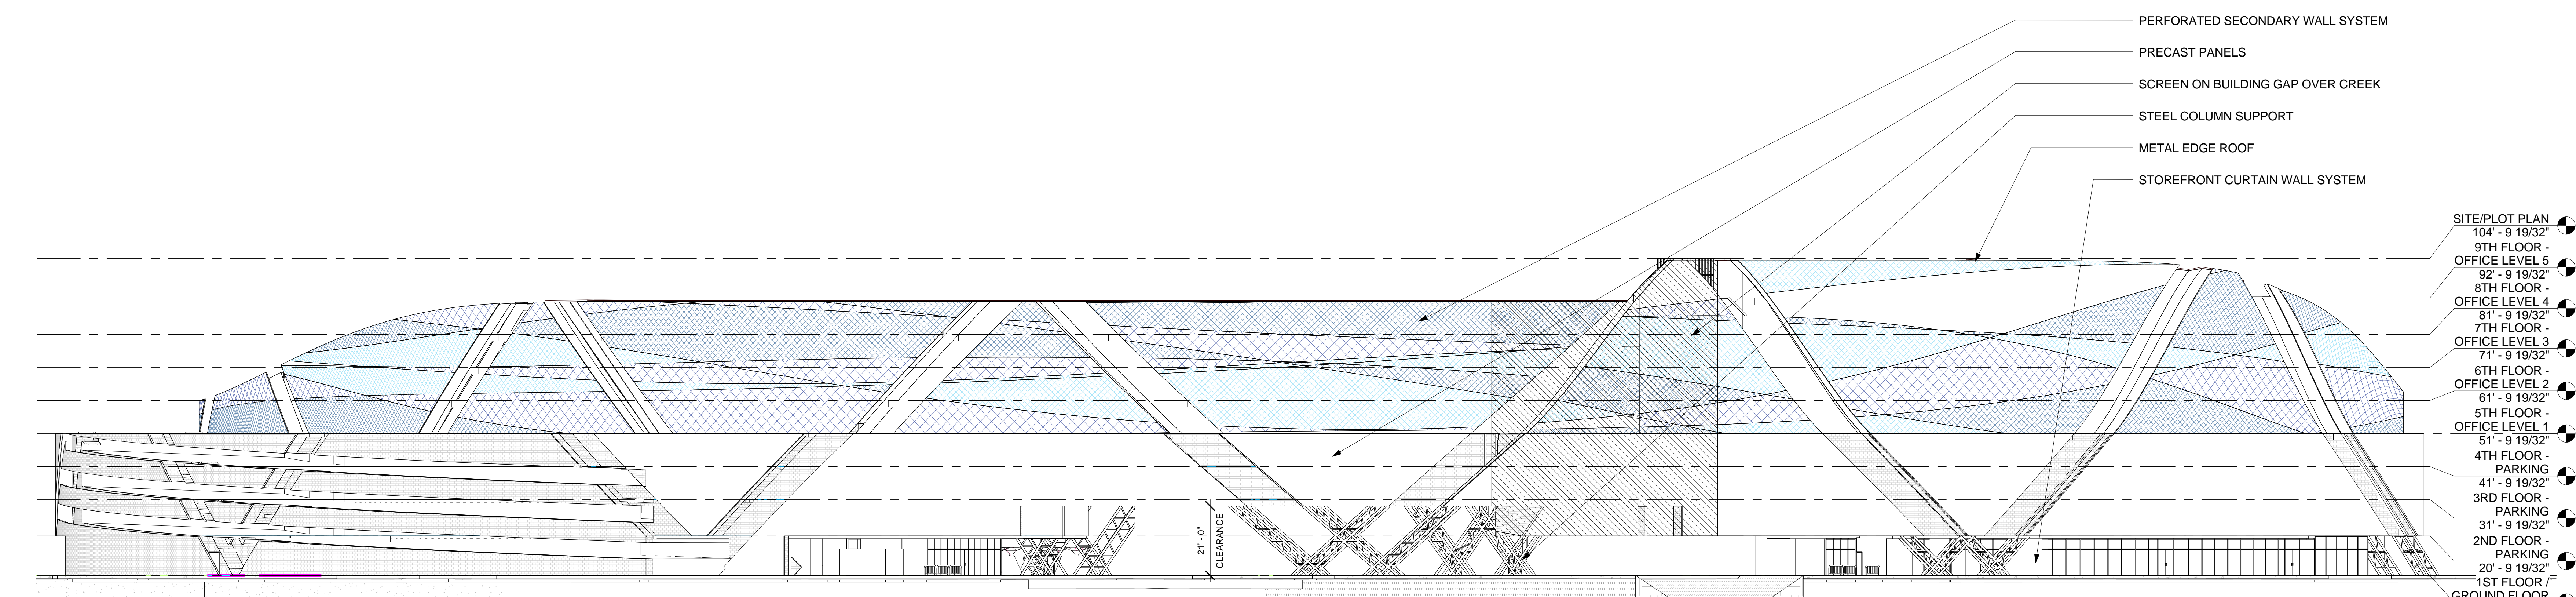 PERFORATED SECONDARY WALL SYSTEM
PRECAST PANELS
SCREEN ON BUILDING GAP OVER CREEK
STEEL COLUMN SUPPORT
METAL EDGE ROOF
STOREFRONT CURTAIN WALL SYSTEM
SITE/PLOT PLAN
104' - 9 19/32"
9TH FLOOR -
OFFICE LEVEL 5
92' - 9 19/32"
8TH FLOOR -
OFFICE LEVEL 4
81' - 9 19/32"
7TH FLOOR -
OFFICE LEVEL 3
71' - 9 19/32"
6TH FLOOR -
OFFICE LEVEL 2
61' - 9 19/32"
5TH FLOOR -
OFFICE LEVEL 1
51' - 9 19/32"
4TH FLOOR -
PARKING
41' - 9 19/32"
3RD FLOOR -
PARKING
31' - 9 19/32"
2ND FLOOR -
PARKING
20' - 9 19/32"
1ST FLOOR /
GROUND FLOOR
21' - 0"
CLEARANCE